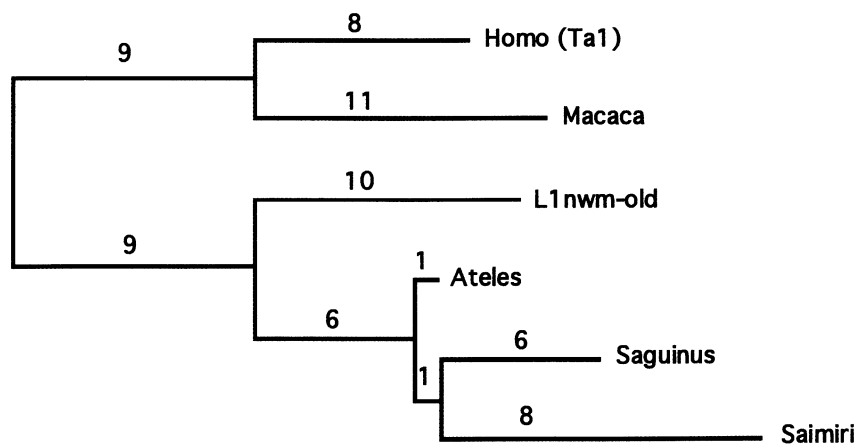 8
Homo (Ta1)
9
11
Macaca
10
L1nwm-old
9
1
Ateles
6
6
Saguinus
1
8
Saimiri